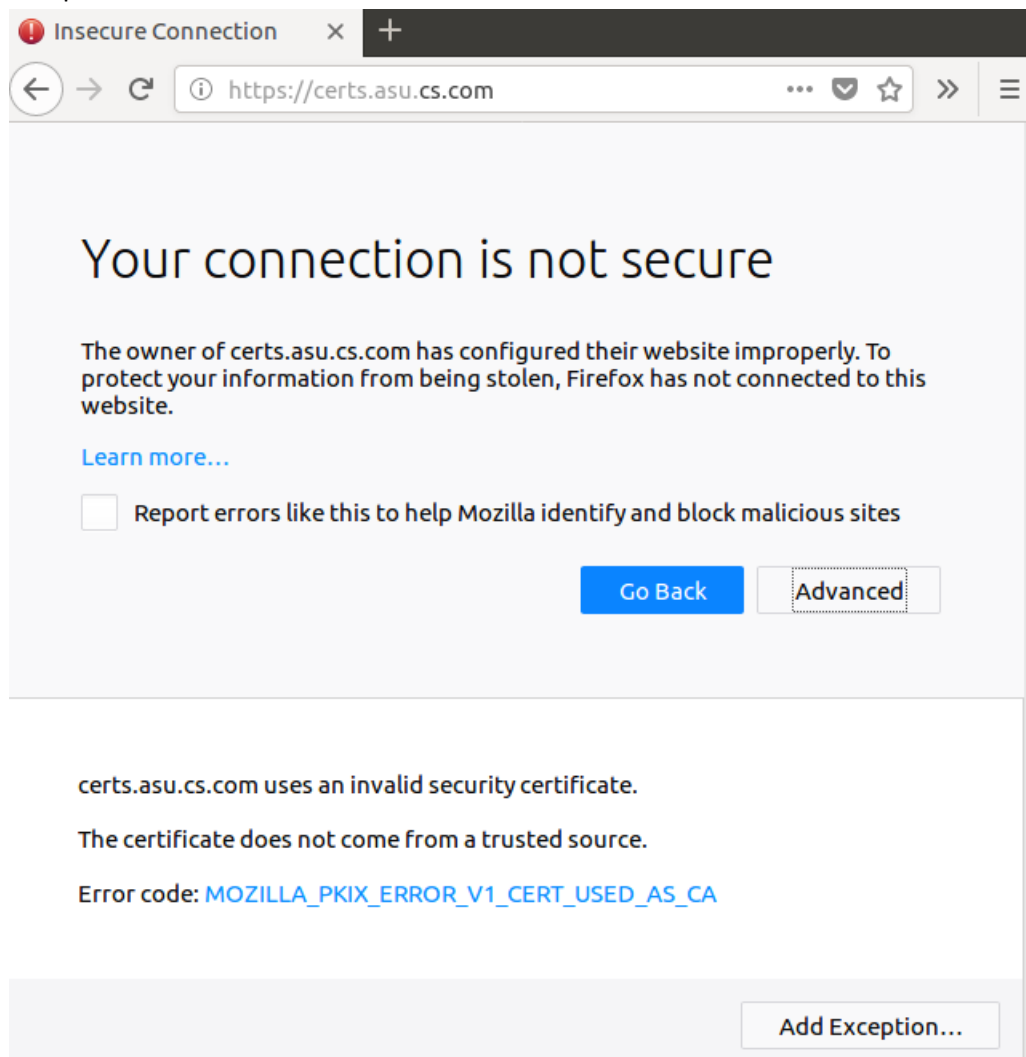 Insecure Connection
https://certs.asu.cs.com
Your connection is not secure
The owner of certs.asu.cs.com has configured their website improperly. To
protect your information from being stolen, Firefox has not connected to this
website.
Learn more…
Report errors like this to help Mozilla identify and block malicious sites
Go Back
Advanced
certs.asu.cs.com uses an invalid security certificate.
The certificate does not come from a trusted source.
Error code: MOZILLA_PKIX_ERROR_V1_CERT_USED_AS_CA
Add Exception…